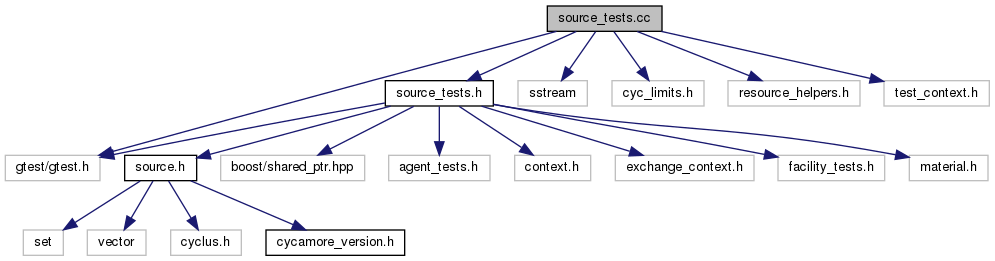 source_tests.cc
source_tests.h
sstream
cyc_limits.h
resource_helpers.h
test_context.h
gtest/gtest.h
source.h
boost/shared_ptr.hpp
agent_tests.h
context.h
exchange_context.h
facility_tests.h
material.h
set
vector
cyclus.h
cycamore_version.h